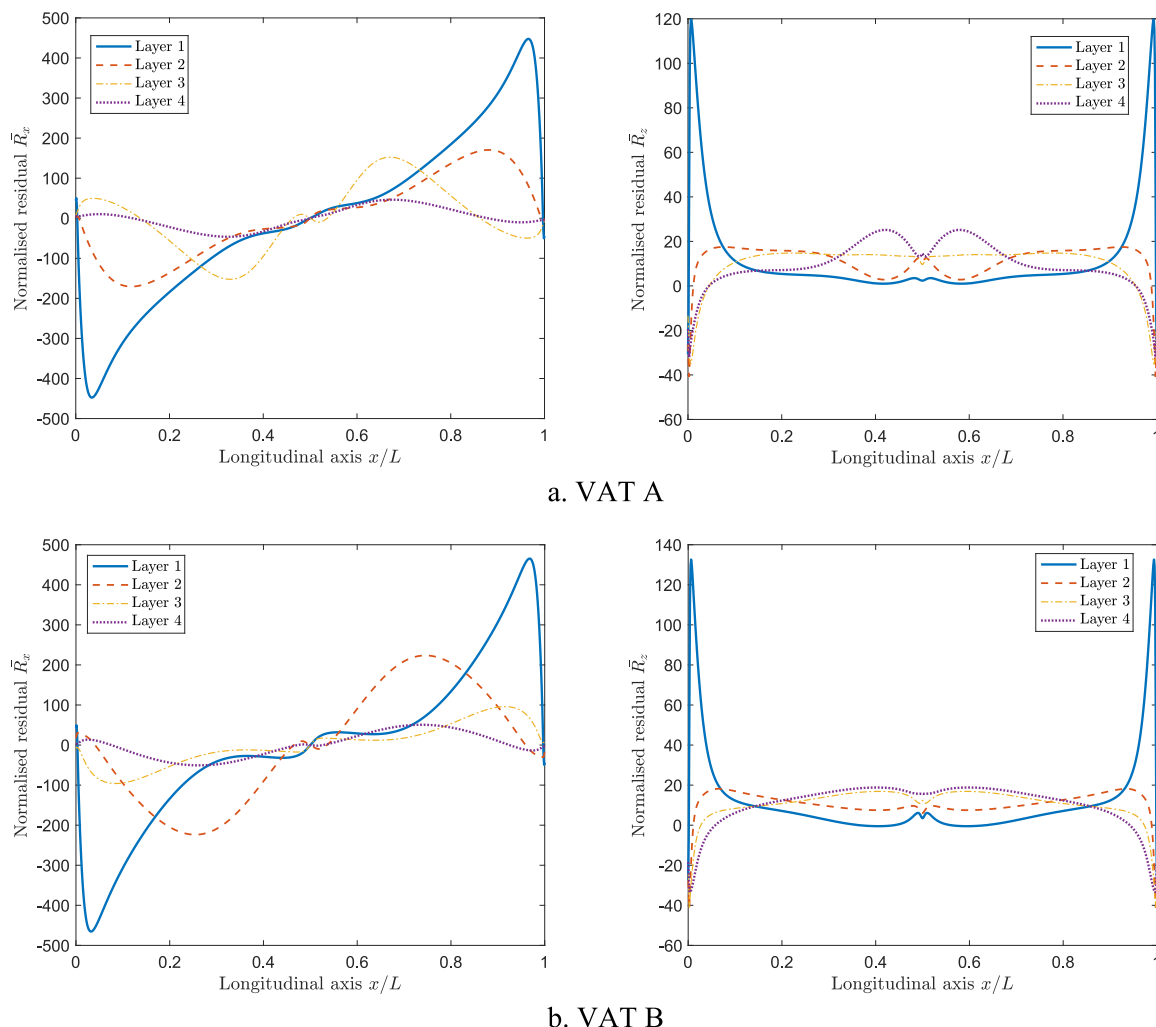 500
400
300
200
100
0
-100
-200
-300
-400
-500
Normalised residual R̄ₓ
Layer 1
Layer 2
Layer 3
Layer 4
0 0.2 0.4 0.6 0.8 1
Longitudinal axis x/L
120
100
80
60
40
20
0
-20
-40
-60
Normalised residual R̄_z
Layer 1
Layer 2
Layer 3
Layer 4
0 0.2 0.4 0.6 0.8 1
Longitudinal axis x/L
a. VAT A
500
400
300
200
100
0
-100
-200
-300
-400
-500
Normalised residual R̄ₓ
Layer 1
Layer 2
Layer 3
Layer 4
0 0.2 0.4 0.6 0.8 1
Longitudinal axis x/L
140
120
100
80
60
40
20
0
-20
-40
-60
Normalised residual R̄_z
Layer 1
Layer 2
Layer 3
Layer 4
0 0.2 0.4 0.6 0.8 1
Longitudinal axis x/L
b. VAT B